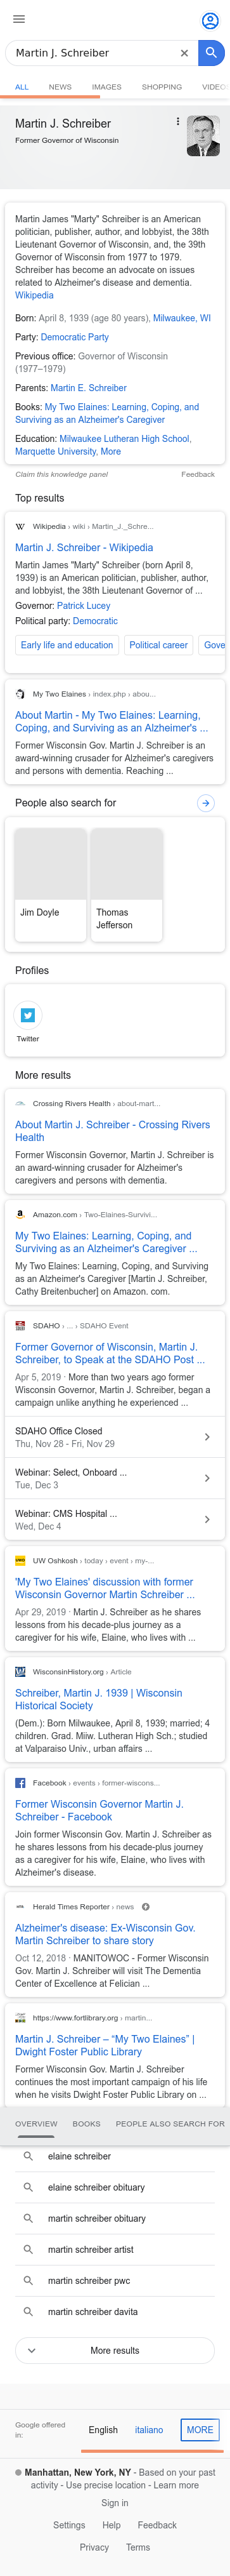 Martin J. Schreiber
ALL NEWS IMAGES SHOPPING VIDEOS
Martin J. Schreiber
Former Governor of Wisconsin
Martin James "Marty" Schreiber is an American
politician, publisher, author, and lobbyist, the 38th
Lieutenant Governor of Wisconsin, and, the 39th
Governor of Wisconsin from 1977 to 1979.
Schreiber has become an advocate on issues
related to Alzheimer's disease and dementia.
Wikipedia
Born: April 8, 1939 (age 80 years), Milwaukee, WI
Party: Democratic Party
Previous office: Governor of Wisconsin
(1977–1979)
Parents: Martin E. Schreiber
Books: My Two Elaines: Learning, Coping, and
Surviving as an Alzheimer's Caregiver
Education: Milwaukee Lutheran High School,
Marquette University, More
Claim this knowledge panel Feedback
Top results
W Wikipedia › wiki › Martin_J._Schre...
Martin J. Schreiber - Wikipedia
Martin James "Marty" Schreiber (born April 8,
1939) is an American politician, publisher, author,
and lobbyist, the 38th Lieutenant Governor of ...
Governor: Patrick Lucey
Political party: Democratic
Early life and education Political career Gove
My Two Elaines › index.php › abou...
About Martin - My Two Elaines: Learning,
Coping, and Surviving as an Alzheimer's ...
Former Wisconsin Gov. Martin J. Schreiber is an
award-winning crusader for Alzheimer's caregivers
and persons with dementia. Reaching ...
People also search for
Jim Doyle
Thomas
Jefferson
Profiles
Twitter
More results
Crossing Rivers Health › about-mart...
About Martin J. Schreiber - Crossing Rivers
Health
Former Wisconsin Governor, Martin J. Schreiber is
an award-winning crusader for Alzheimer's
caregivers and persons with dementia.
Amazon.com › Two-Elaines-Survivi...
My Two Elaines: Learning, Coping, and
Surviving as an Alzheimer's Caregiver ...
My Two Elaines: Learning, Coping, and Surviving
as an Alzheimer's Caregiver [Martin J. Schreiber,
Cathy Breitenbucher] on Amazon. com.
SDAHO › ... › SDAHO Event
Former Governor of Wisconsin, Martin J.
Schreiber, to Speak at the SDAHO Post ...
Apr 5, 2019 · More than two years ago former
Wisconsin Governor, Martin J. Schreiber, began a
campaign unlike anything he experienced ...
SDAHO Office Closed
Thu, Nov 28 - Fri, Nov 29
Webinar: Select, Onboard ...
Tue, Dec 3
Webinar: CMS Hospital ...
Wed, Dec 4
UW Oshkosh › today › event › my-...
'My Two Elaines' discussion with former
Wisconsin Governor Martin Schreiber ...
Apr 29, 2019 · Martin J. Schreiber as he shares
lessons from his decade-plus journey as a
caregiver for his wife, Elaine, who lives with ...
WisconsinHistory.org › Article
Schreiber, Martin J. 1939 | Wisconsin
Historical Society
(Dem.): Born Milwaukee, April 8, 1939; married; 4
children. Grad. Miiw. Lutheran High Sch.; studied
at Valparaiso Univ., urban affairs ...
Facebook › events › former-wiscons...
Former Wisconsin Governor Martin J.
Schreiber - Facebook
Join former Wisconsin Gov. Martin J. Schreiber as
he shares lessons from his decade-plus journey
as a caregiver for his wife, Elaine, who lives with
Alzheimer's disease.
Herald Times Reporter › news
Alzheimer's disease: Ex-Wisconsin Gov.
Martin Schreiber to share story
Oct 12, 2018 · MANITOWOC - Former Wisconsin
Gov. Martin J. Schreiber will visit The Dementia
Center of Excellence at Felician ...
https://www.fortlibrary.org › martin...
Martin J. Schreiber – “My Two Elaines” |
Dwight Foster Public Library
Former Wisconsin Gov. Martin J. Schreiber
continues the most important campaign of his life
when he visits Dwight Foster Public Library on ...
OVERVIEW BOOKS PEOPLE ALSO SEARCH FOR
elaine schreiber
elaine schreiber obituary
martin schreiber obituary
martin schreiber artist
martin schreiber pwc
martin schreiber davita
More results
Google offered
in:
English italiano MORE
Manhattan, New York, NY - Based on your past
activity - Use precise location - Learn more
Sign in
Settings Help Feedback
Privacy Terms